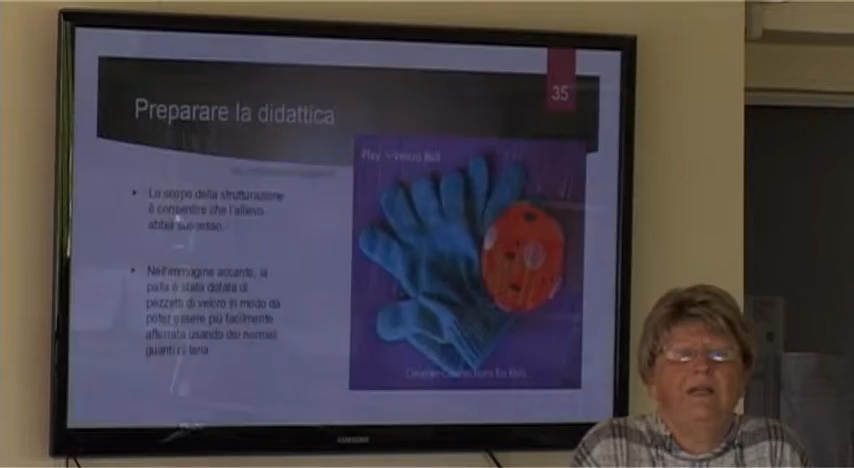 35
Preparare la didattica
Play - Velcro Ball
• Lo scopo della strutturazione
è consentire che l'allievo
abbia successo.
• Nell'immagine accanto, la
palla è stata dotata di
pezzetti di velcro in modo da
poter essere più facilmente
afferrata usando dei normali
guanti di lana
SAMSUNG